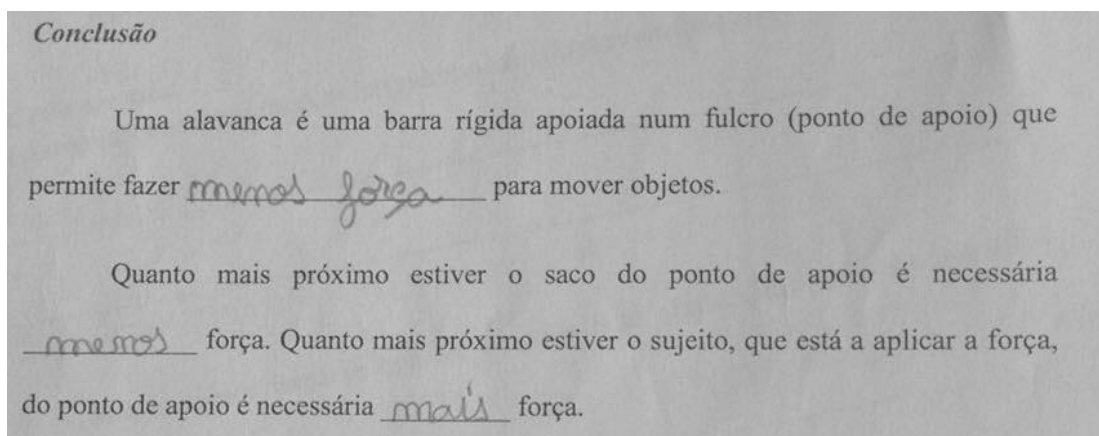 Conclusão
Uma alavanca é uma barra rígida apoiada num fulcro (ponto de apoio) que
permite fazer menos força para mover objetos.
Quanto mais próximo estiver o saco do ponto de apoio é necessária
menos força. Quanto mais próximo estiver o sujeito, que está a aplicar a força,
do ponto de apoio é necessária mais força.